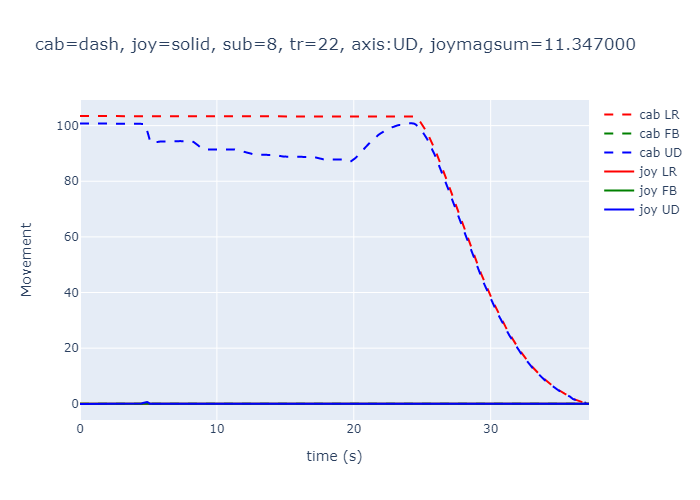 cab=dash, joy=solid, sub=8, tr=22, axis:UD, joymagsum=11.347000
cab LR
cab FB
cab UD
joy LR
joy FB
joy UD
Movement
100
80
60
40
20
0
0 10 20 30
time (s)